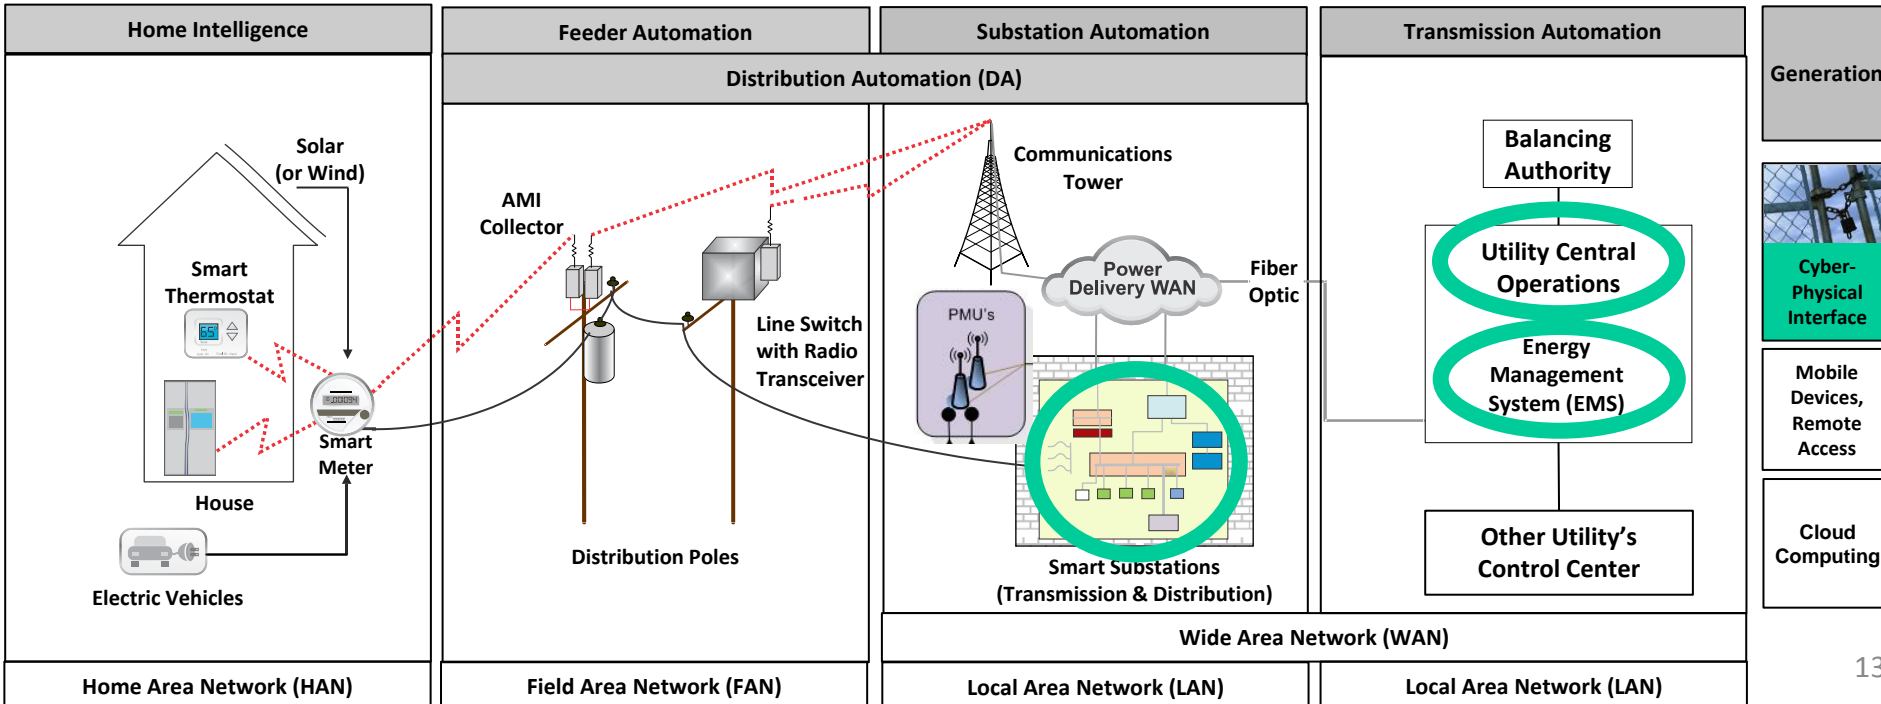 Home Intelligence
Feeder Automation
Substation Automation
Transmission Automation
Generation
Distribution Automation (DA)
Solar
(or Wind)
Smart
Thermostat
65°
Smart
Meter
House
Electric Vehicles
AMI
Collector
Line Switch
with Radio
Transceiver
Distribution Poles
Communications
Tower
Power
Delivery WAN
Fiber
Optic
PMU's
Smart Substations
(Transmission & Distribution)
Balancing
Authority
Utility Central
Operations
Energy
Management
System (EMS)
Other Utility’s
Control Center
Cyber-
Physical
Interface
Mobile
Devices,
Remote
Access
Cloud
Computing
Wide Area Network (WAN)
Home Area Network (HAN)
Field Area Network (FAN)
Local Area Network (LAN)
Local Area Network (LAN)
13